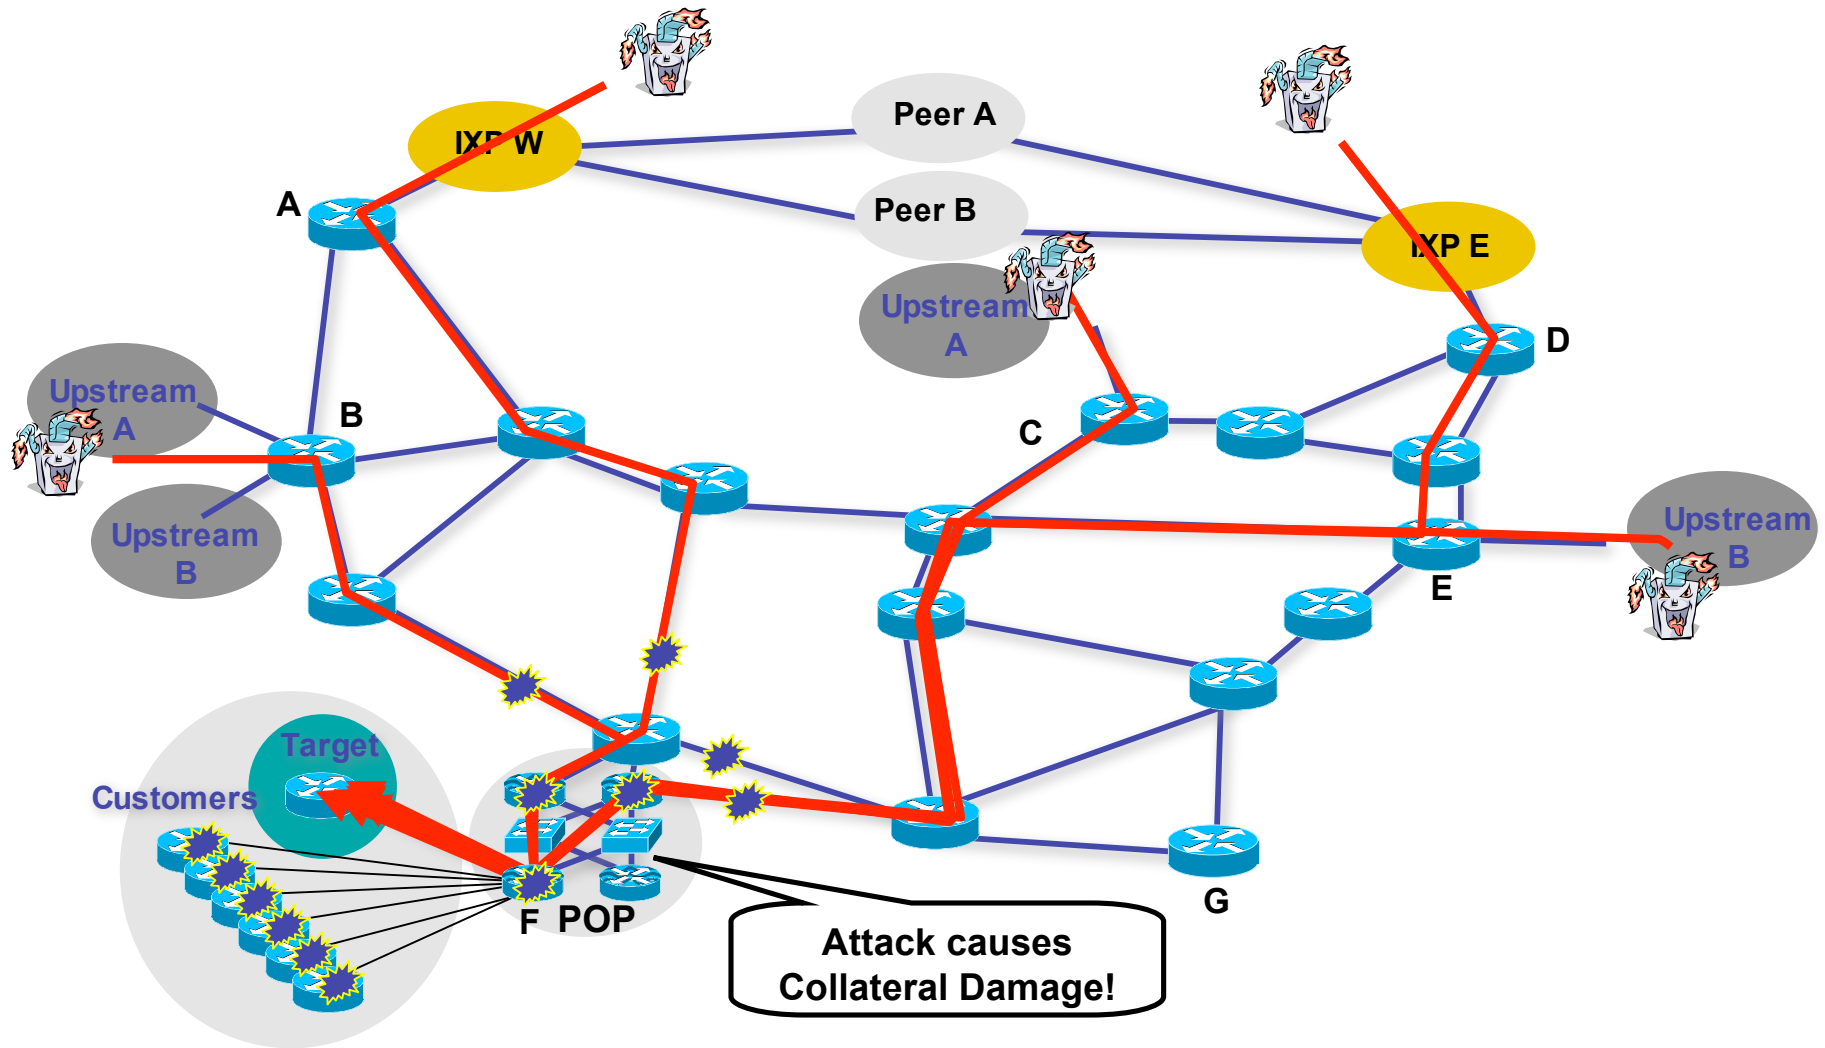 Peer A
IXP W
A
Peer B
IXP E
Upstream
A
D
Upstream
A
B
C
Upstream
B
Upstream
B
E
Target
Customers
F
POP
G
Attack causes
Collateral Damage!